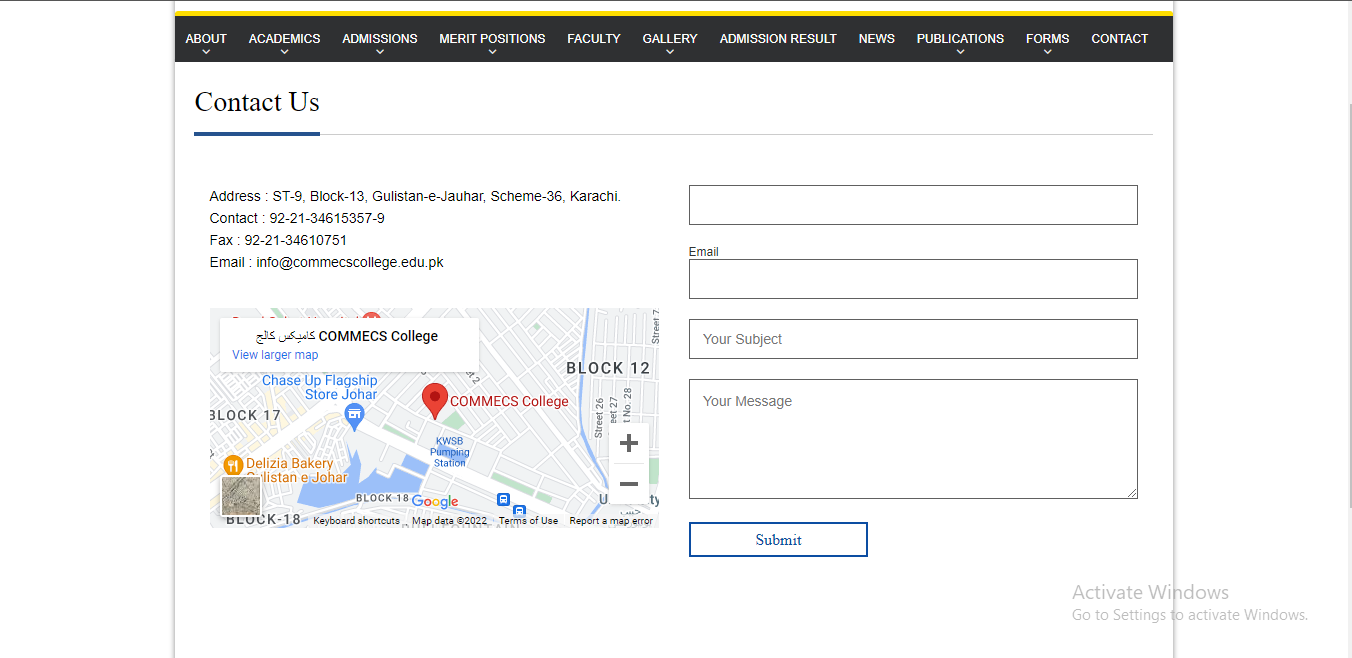 ABOUT ACADEMICS ADMISSIONS MERIT POSITIONS FACULTY GALLERY ADMISSION RESULT NEWS PUBLICATIONS FORMS CONTACT
Contact Us
Address : ST-9, Block-13, Gulistan-e-Jauhar, Scheme-36, Karachi.
Contact : 92-21-34615357-9
Fax : 92-21-34610751
Email : info@commecscollege.edu.pk
COMMECS College کامیکس کالج
View larger map
Street 7
BLOCK 12
Chase Up Flagship
Store Johar
COMMECS College
BLOCK 17
Street 26
Street 27
No. 28
KWSB
Pumping
Station
Delizia Bakery
Gulistan e Johar
BLOCK 18
Google
BLOCK-18
Keyboard shortcuts
Map data ©2022
Terms of Use
Report a map error
Email
Your Subject
Your Message
Submit
Activate Windows
Go to Settings to activate Windows.